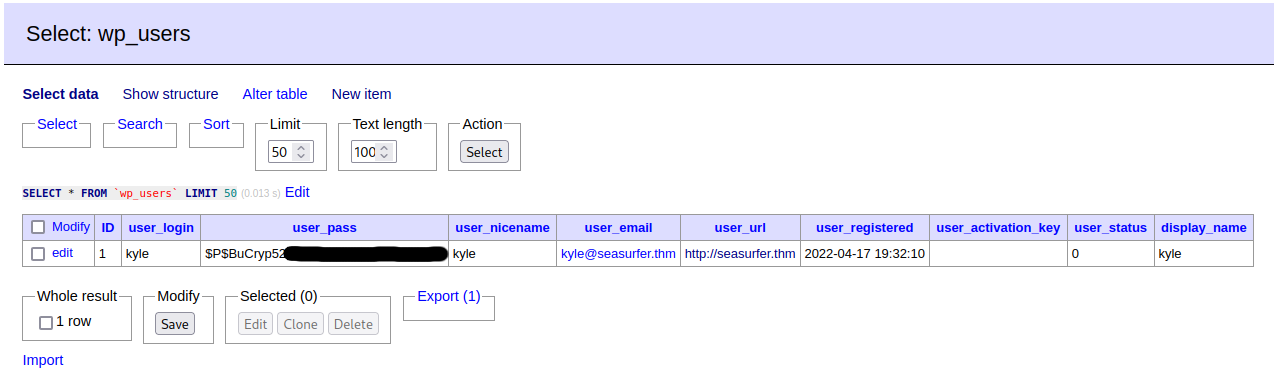 Select: wp_users
Select data Show structure Alter table New item
Select Search Sort Limit Text length Action
50 100 Select
SELECT * FROM `wp_users` LIMIT 50 (0.013 s) Edit
Modify ID user_login user_pass user_nicename user_email user_url user_registered user_activation_key user_status display_name
edit 1 kyle $P$BuCryp52 kyle kyle@seasurfer.thm http://seasurfer.thm 2022-04-17 19:32:10 0 kyle
Whole result Modify Selected (0) Export (1)
1 row Save Edit Clone Delete
Import